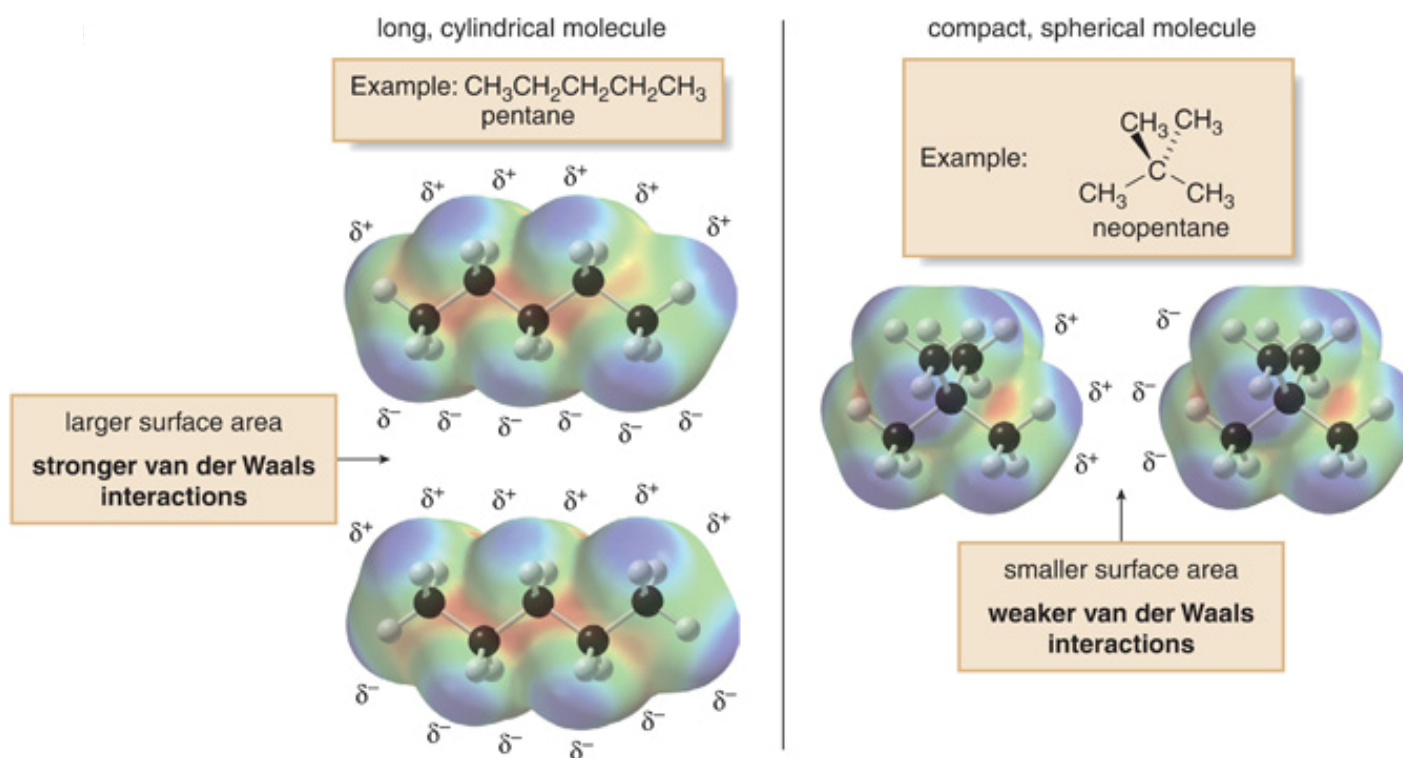 long, cylindrical molecule
Example: CH₃CH₂CH₂CH₂CH₃
pentane
δ⁺ δ⁺ δ⁺ δ⁺ δ⁺
δ⁻ δ⁻ δ⁻ δ⁻ δ⁻ δ⁻
larger surface area
stronger van der Waals
interactions
δ⁺ δ⁺ δ⁺ δ⁺ δ⁺
δ⁻ δ⁻ δ⁻ δ⁻ δ⁻ δ⁻
compact, spherical molecule
Example:
CH₃ CH₃
C
CH₃ CH₃
neopentane
δ⁺ δ⁻
δ⁺ δ⁻
δ⁺ δ⁻
smaller surface area
weaker van der Waals
interactions